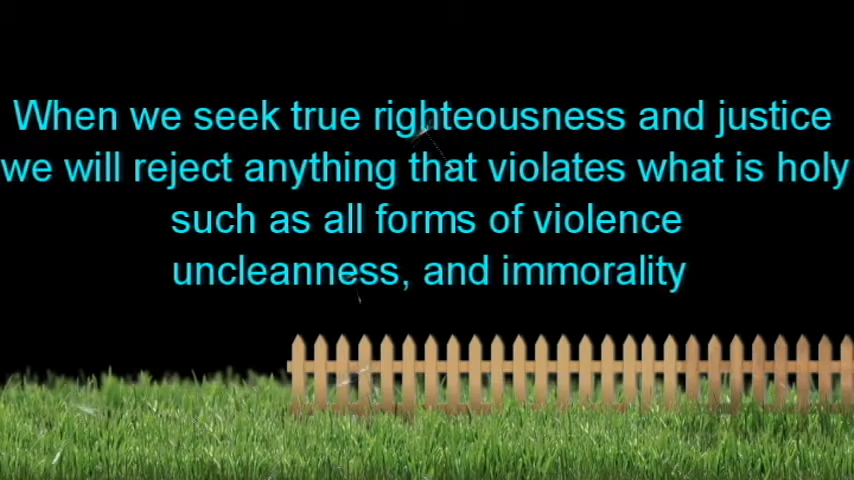 When we seek true righteousness and justice
we will reject anything that violates what is holy
such as all forms of violence
uncleanness, and immorality